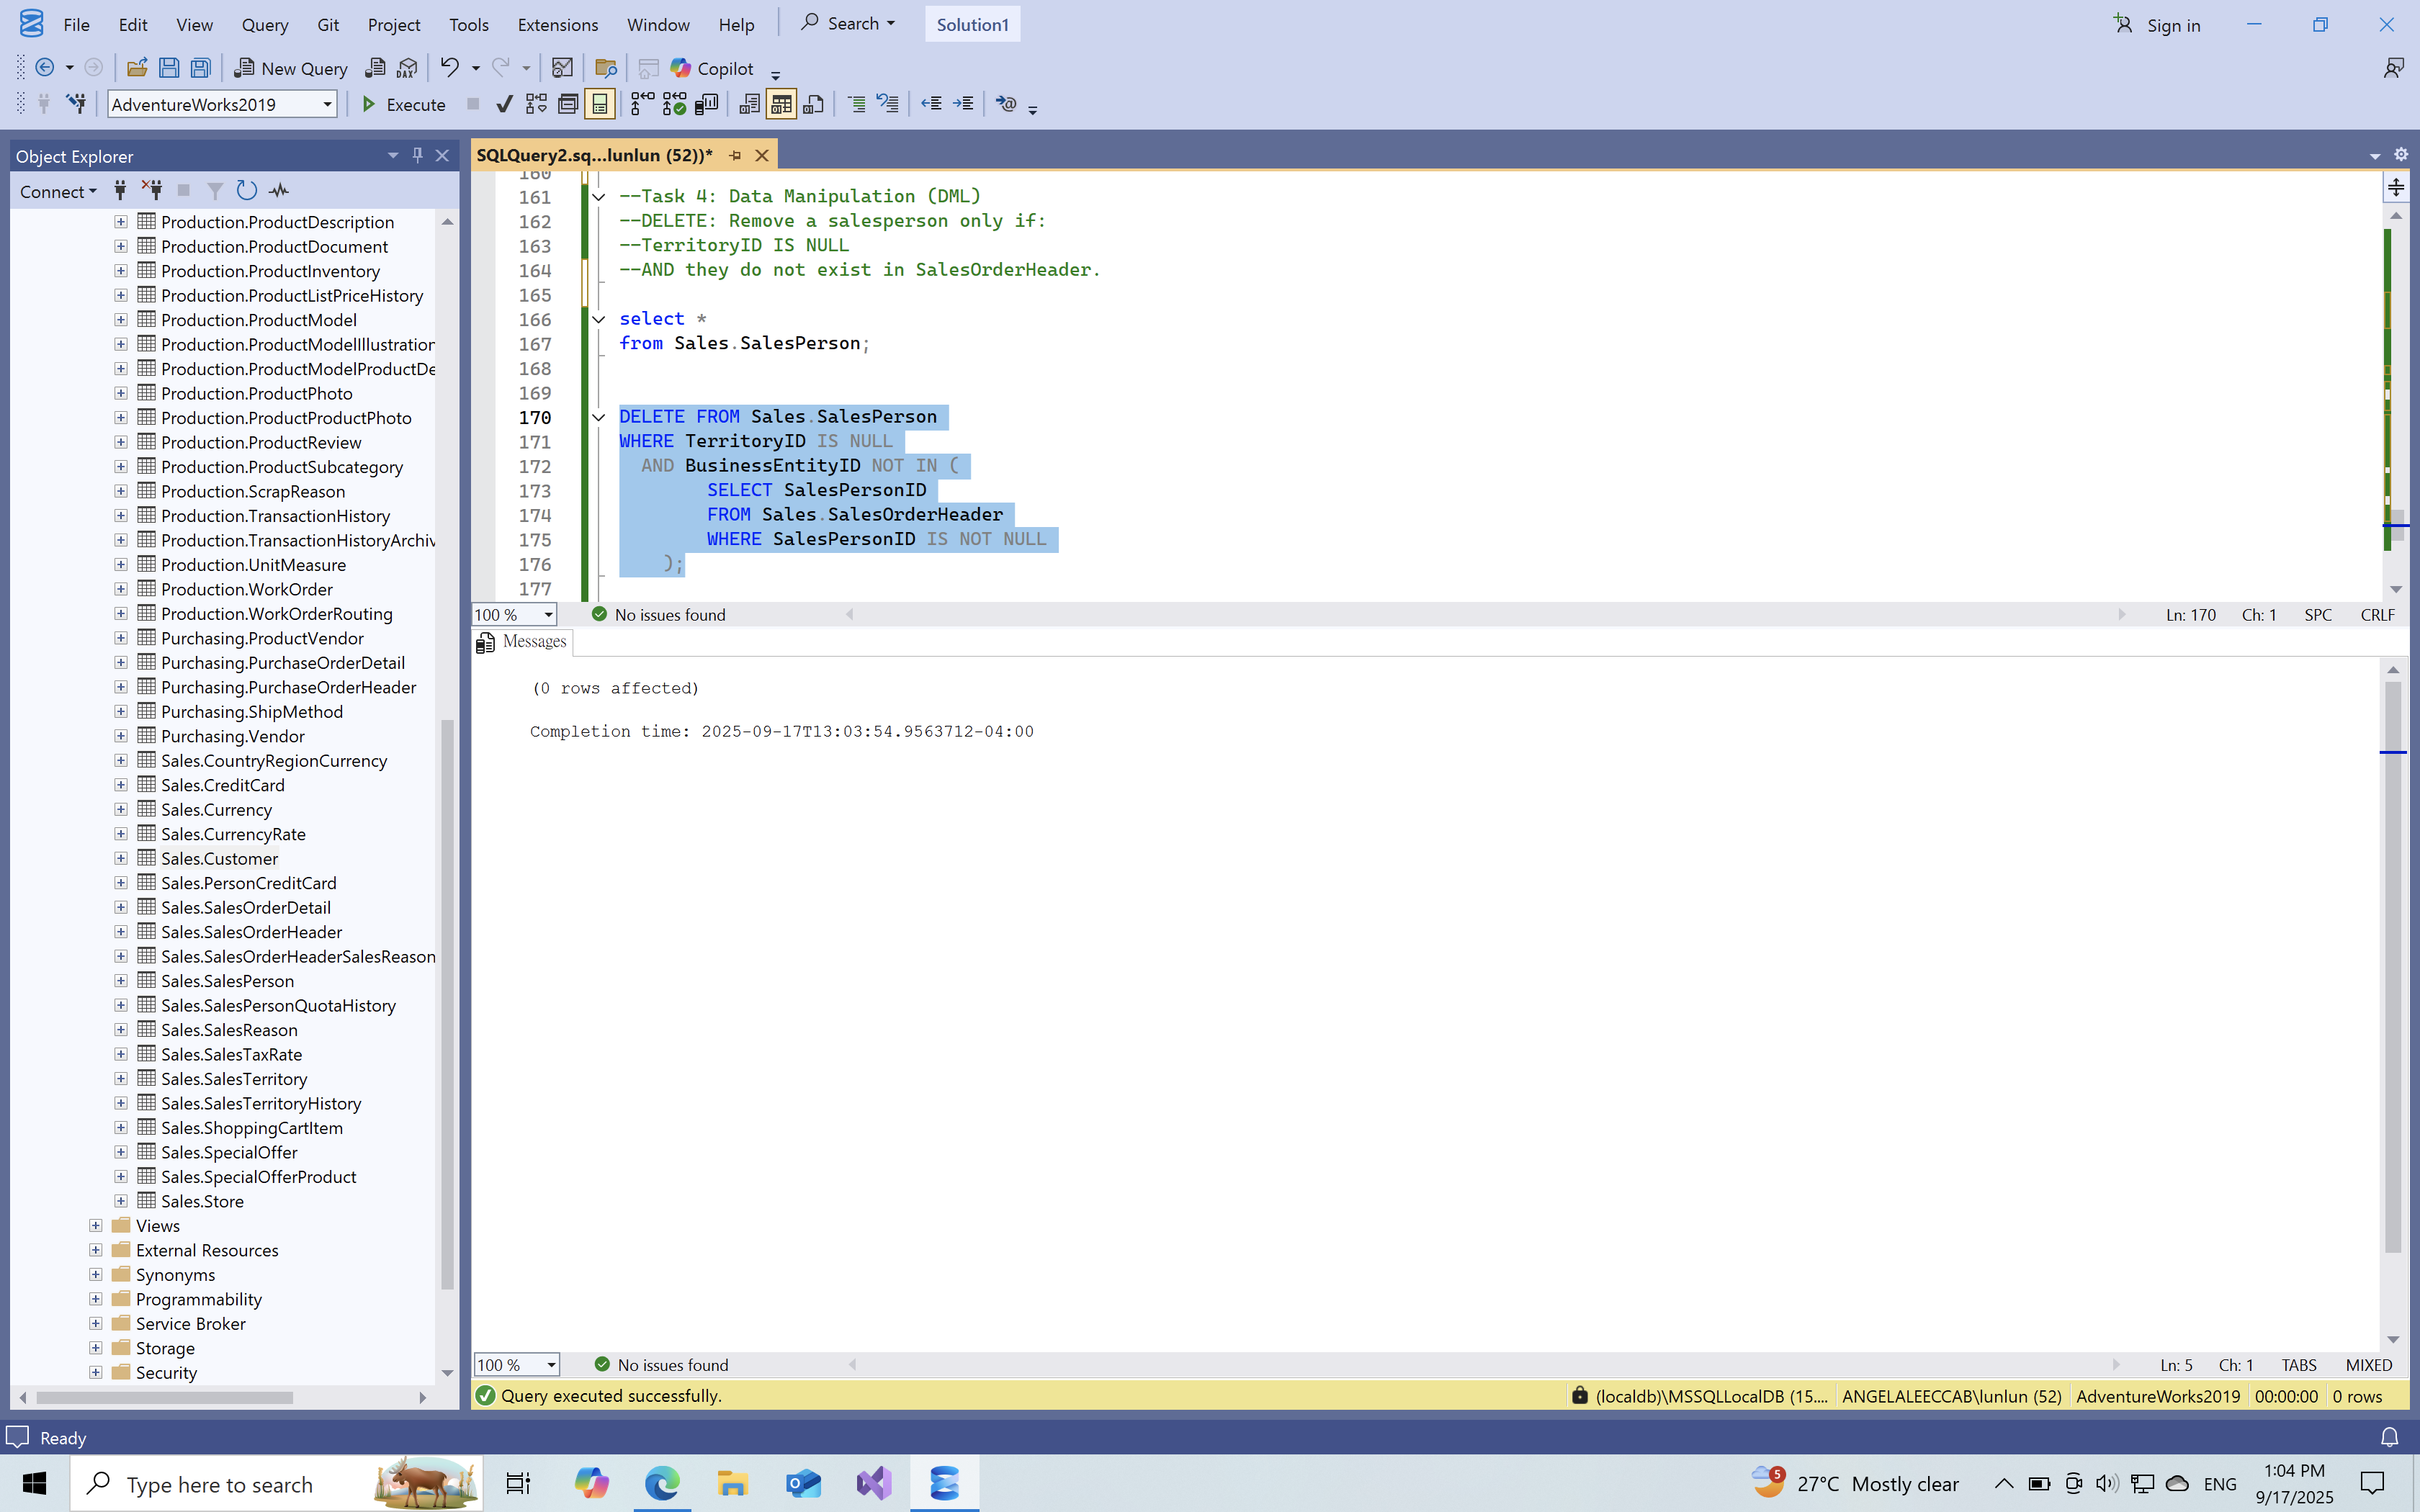 File Edit View Query Git Project Tools Extensions Window Help Search Solution1 Sign in
New Query DAX Copilot
AdventureWorks2019 Execute
Object Explorer
Connect
Production.ProductDescription
Production.ProductDocument
Production.ProductInventory
Production.ProductListPriceHistory
Production.ProductModel
Production.ProductModelIllustration
Production.ProductModelProductDe
Production.ProductPhoto
Production.ProductProductPhoto
Production.ProductReview
Production.ProductSubcategory
Production.ScrapReason
Production.TransactionHistory
Production.TransactionHistoryArchiv
Production.UnitMeasure
Production.WorkOrder
Production.WorkOrderRouting
Purchasing.ProductVendor
Purchasing.PurchaseOrderDetail
Purchasing.PurchaseOrderHeader
Purchasing.ShipMethod
Purchasing.Vendor
Sales.CountryRegionCurrency
Sales.CreditCard
Sales.Currency
Sales.CurrencyRate
Sales.Customer
Sales.PersonCreditCard
Sales.SalesOrderDetail
Sales.SalesOrderHeader
Sales.SalesOrderHeaderSalesReason
Sales.SalesPerson
Sales.SalesPersonQuotaHistory
Sales.SalesReason
Sales.SalesTaxRate
Sales.SalesTerritory
Sales.SalesTerritoryHistory
Sales.ShoppingCartItem
Sales.SpecialOffer
Sales.SpecialOfferProduct
Sales.Store
Views
External Resources
Synonyms
Programmability
Service Broker
Storage
Security
SQLQuery2.sq...lunlun (52))*
160
161 --Task 4: Data Manipulation (DML)
162 --DELETE: Remove a salesperson only if:
163 --TerritoryID IS NULL
164 --AND they do not exist in SalesOrderHeader.
165
166 select *
167 from Sales.SalesPerson;
168
169
170 DELETE FROM Sales.SalesPerson
171 WHERE TerritoryID IS NULL
172 AND BusinessEntityID NOT IN (
173 SELECT SalesPersonID
174 FROM Sales.SalesOrderHeader
175 WHERE SalesPersonID IS NOT NULL
176 );
177
100 % No issues found Ln: 170 Ch: 1 SPC CRLF
Messages
(0 rows affected)
Completion time: 2025-09-17T13:03:54.9563712-04:00
100 % No issues found Ln: 5 Ch: 1 TABS MIXED
Query executed successfully. (localdb)\MSSQLLocalDB (15.... ANGELALEECCAB\lunlun (52) AdventureWorks2019 00:00:00 0 rows
Ready
Type here to search 5 27°C Mostly clear ENG 1:04 PM
9/17/2025